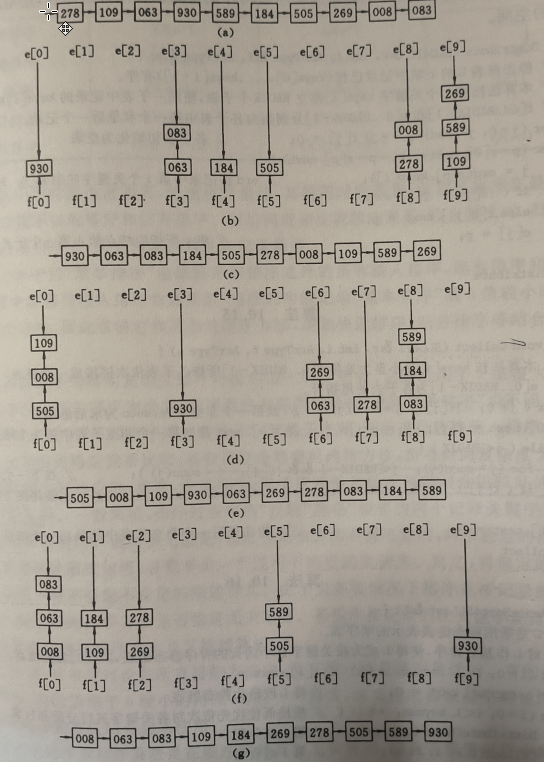 278 109 063 930 589 184 505 269 008 083
(a)
e[0] e[1] e[2] e[3] e[4] e[5] e[6] e[7] e[8] e[9]
269
083 008 589
930 063 184 505 278 109
f[0] f[1] f[2] f[3] f[4] f[5] f[6] f[7] f[8] f[9]
(b)
930 063 083 184 505 278 008 109 589 269
(c)
e[0] e[1] e[2] e[3] e[4] e[5] e[6] e[7] e[8] e[9]
109 589
008 269 184
505 930 063 278 083
f[0] f[1] f[2] f[3] f[4] f[5] f[6] f[7] f[8] f[9]
(d)
505 008 109 930 063 269 278 083 184 589
(e)
e[0] e[1] e[2] e[3] e[4] e[5] e[6] e[7] e[8] e[9]
083
063 184 278 589
008 109 269 505 930
f[0] f[1] f[2] f[3] f[4] f[5] f[6] f[7] f[8] f[9]
(f)
008 063 083 109 184 269 278 505 589 930
(g)